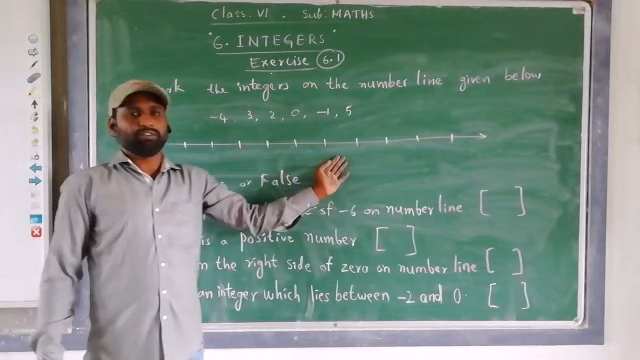 Class: VI. Sub: MATHS
"6. INTEGERS"
Exercise 6.1
the integers on the number line given below
-4, 3, 2, 0, -1, 5
or False
of -6 on number line [ ]
is a positive number [ ]
the right side of zero on number line [ ]
an integer which lies between -2 and 0. [ ]